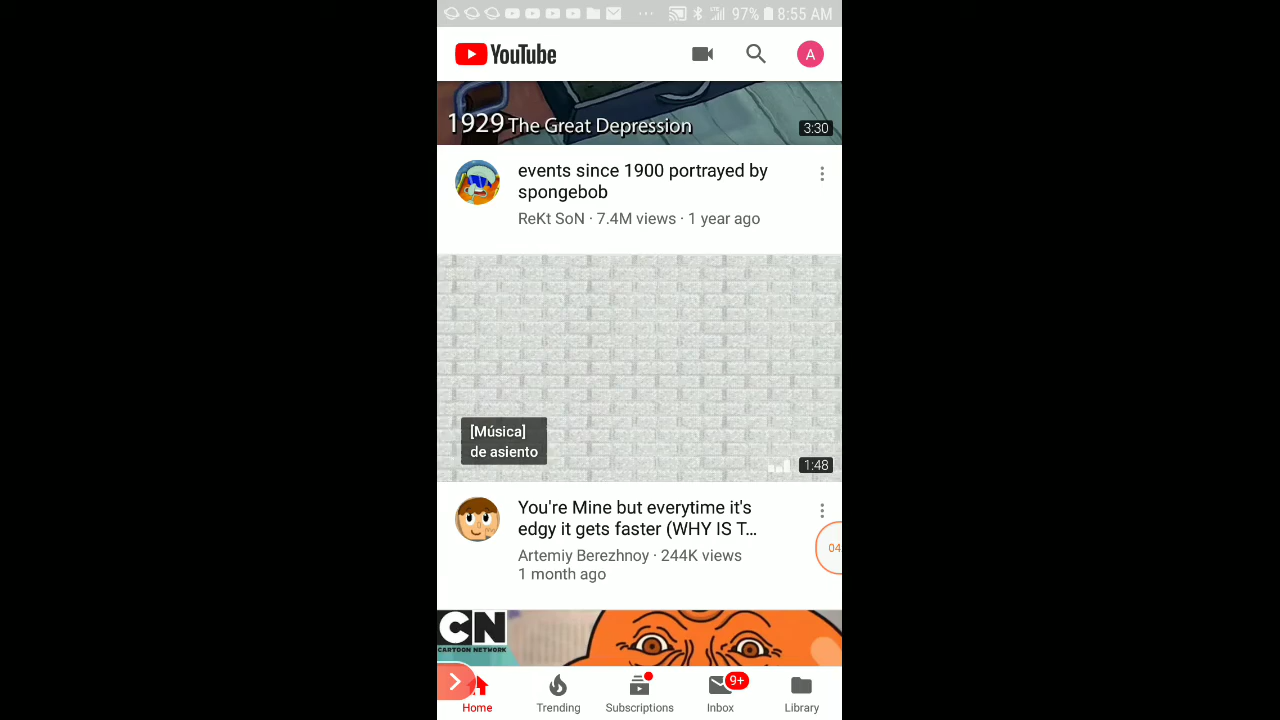 97% 8:55 AM
YouTube
A
1929 The Great Depression
3:30
events since 1900 portrayed by
spongebob
ReKt SoN · 7.4M views · 1 year ago
[Música]
de asiento
1:48
You're Mine but everytime it's
edgy it gets faster (WHY IS T...
Artemiy Berezhnoy · 244K views
1 month ago
04
CN
CARTOON NETWORK
9+
Home Trending Subscriptions Inbox Library